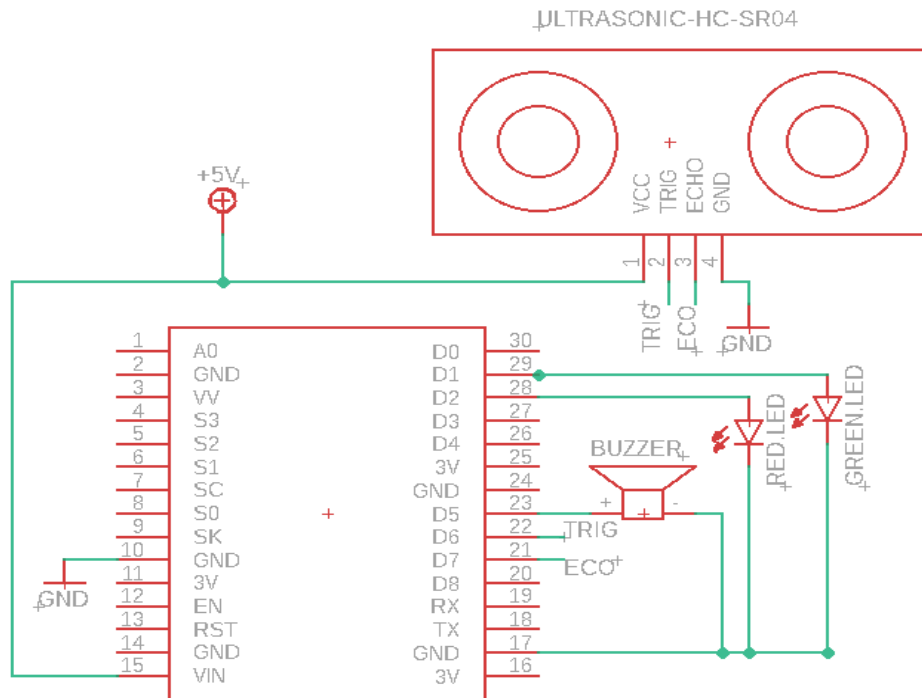 ULTRASONIC-HC-SR04
VCC
TRIG
ECHO
GND
1
2
3
4
+5V
TRIG
ECO
GND
1 A0 D0 30
2 GND D1 29
3 VV D2 28
4 S3 D3 27
5 S2 D4 26
6 S1 3V 25
7 SC GND 24
8 S0 D5 23
9 SK D6 22
10 GND D7 21
11 3V D8 20
12 EN RX 19
13 RST TX 18
14 GND GND 17
15 VIN 3V 16
GND
BUZZER
+ -
TRIG
ECO
RED.LED
GREEN.LED